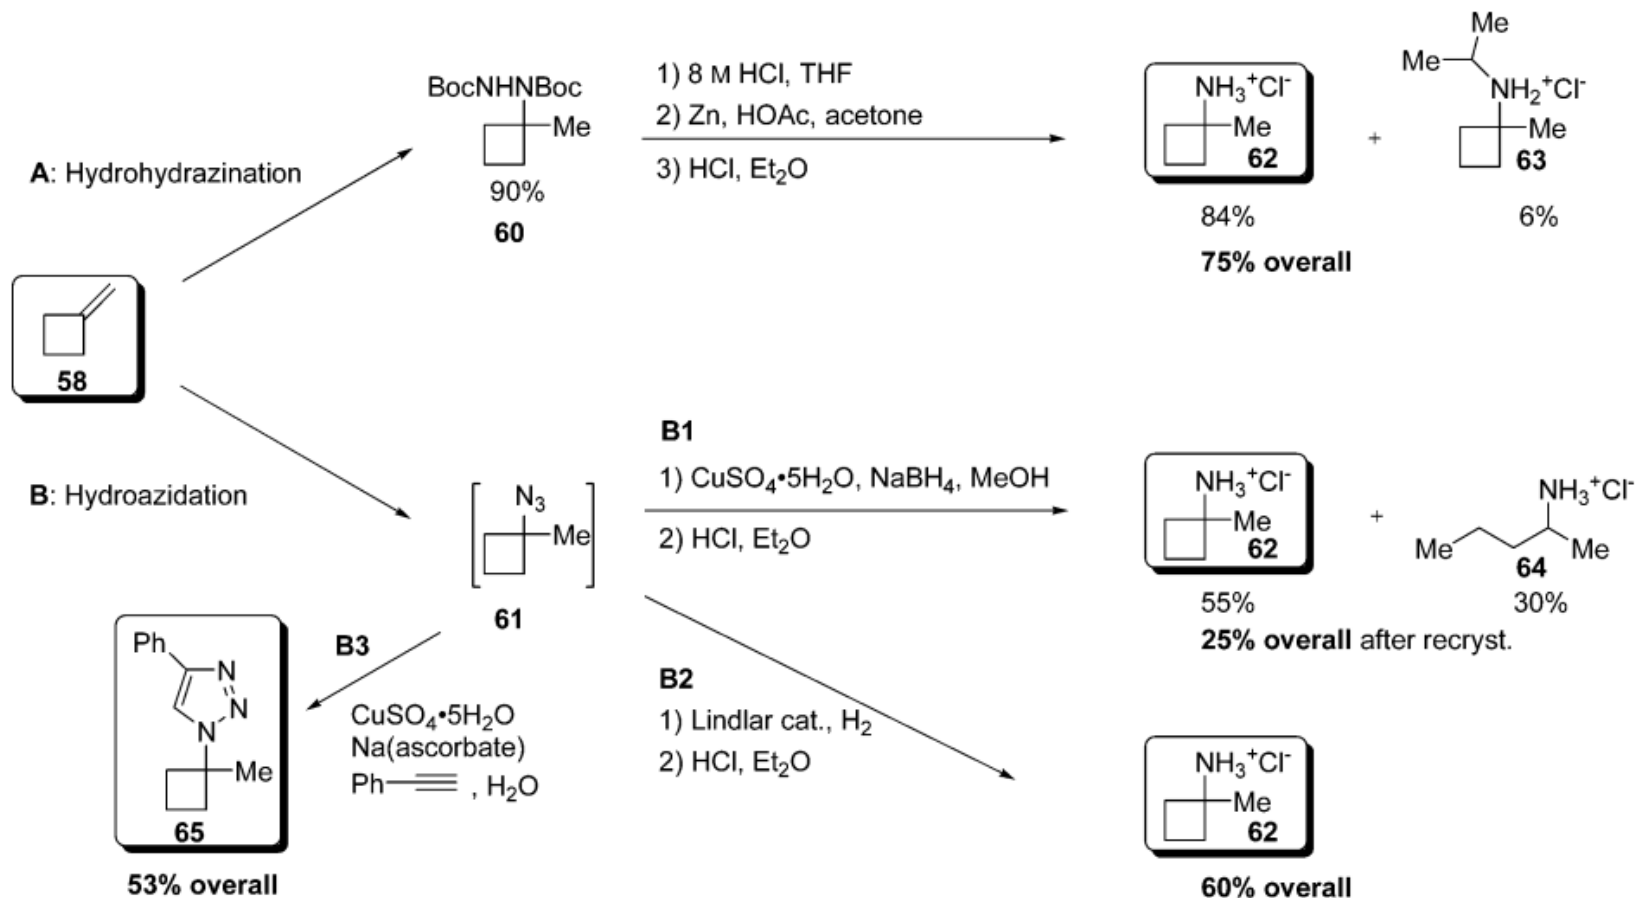 A: Hydrohydrazination
BocNHNBoc
Me
90%
60
1) 8 M HCl, THF
2) Zn, HOAc, acetone
3) HCl, Et₂O
NH₃⁺Cl⁻
Me
62
84%
+
Me
Me
NH₂⁺Cl⁻
Me
63
6%
75% overall
58
B: Hydroazidation
N₃
Me
61
B1
1) CuSO₄•5H₂O, NaBH₄, MeOH
2) HCl, Et₂O
NH₃⁺Cl⁻
Me
62
55%
+
NH₃⁺Cl⁻
Me
Me
64
30%
25% overall after recryst.
B2
1) Lindlar cat., H₂
2) HCl, Et₂O
NH₃⁺Cl⁻
Me
62
60% overall
B3
CuSO₄•5H₂O
Na(ascorbate)
Ph , H₂O
Ph
N
N
N
Me
65
53% overall